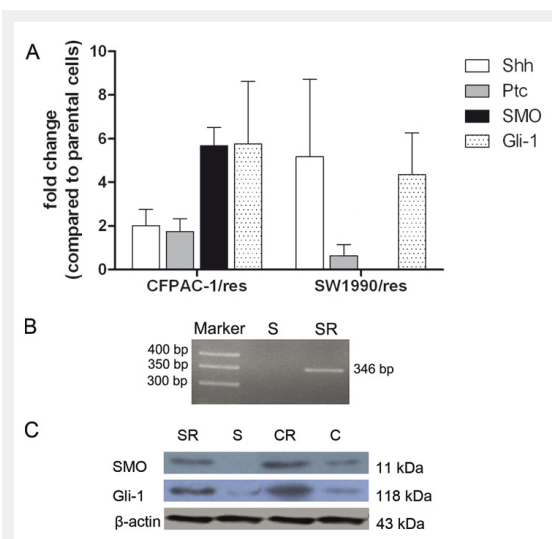 A
fold change
(compared to parental cells)
10
8
6
4
2
0
CFPAC-1/res
SW1990/res
Shh
Ptc
SMO
Gli-1
B
Marker
S
SR
400 bp
350 bp
300 bp
346 bp
C
SR
S
CR
C
SMO
11 kDa
Gli-1
118 kDa
β-actin
43 kDa